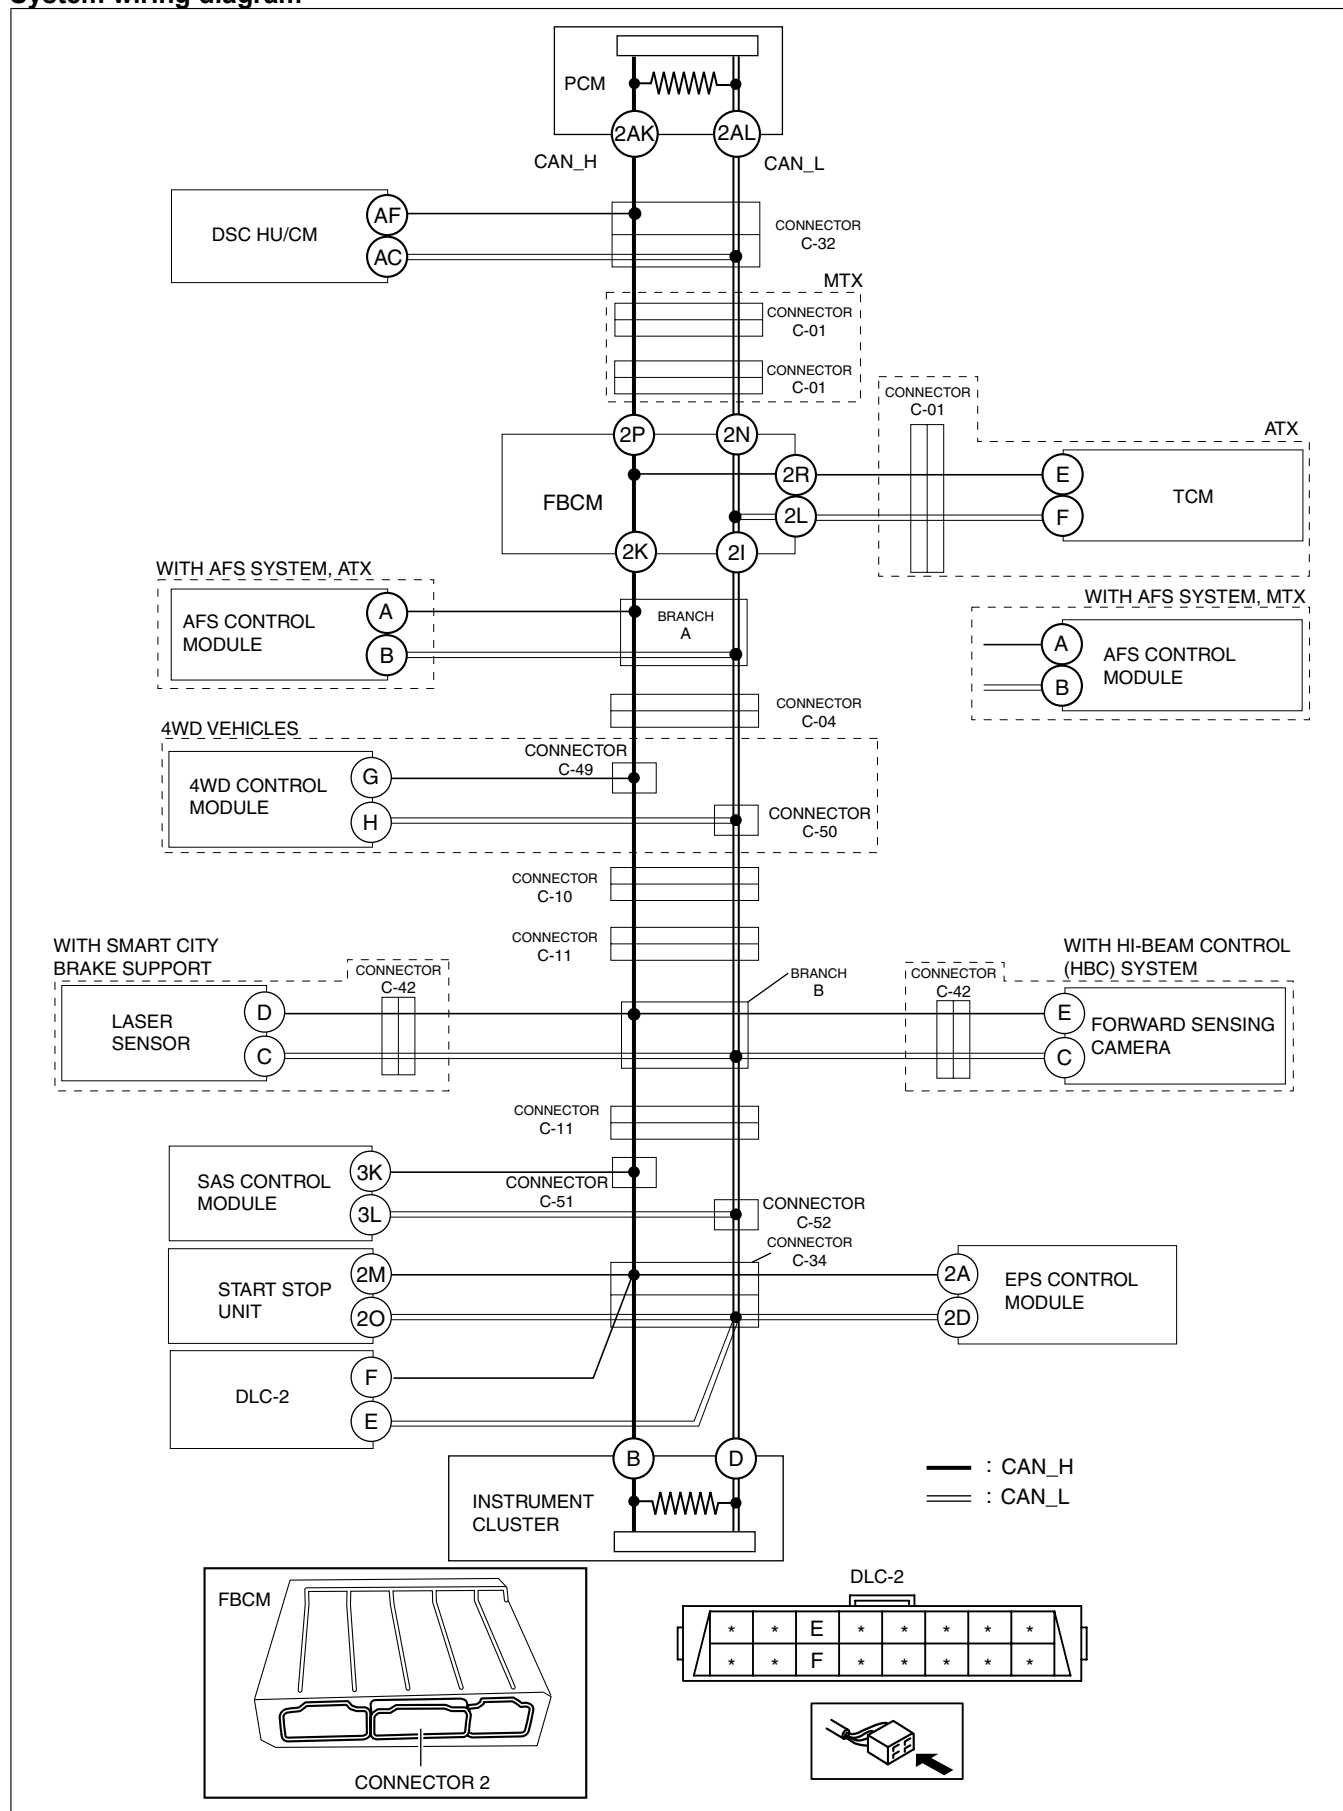 System wiring diagram
PCM
2AK
2AL
CAN_H
CAN_L
DSC HU/CM
AF
AC
CONNECTOR
C-32
MTX
CONNECTOR
C-01
CONNECTOR
C-01
CONNECTOR
C-01
ATX
2P
2N
FBCM
2R
2L
2K
2I
E
F
TCM
WITH AFS SYSTEM, ATX
AFS CONTROL
MODULE
A
B
BRANCH
A
WITH AFS SYSTEM, MTX
A
B
AFS CONTROL
MODULE
CONNECTOR
C-04
4WD VEHICLES
4WD CONTROL
MODULE
G
H
CONNECTOR
C-49
CONNECTOR
C-50
CONNECTOR
C-10
CONNECTOR
C-11
WITH SMART CITY
BRAKE SUPPORT
CONNECTOR
C-42
LASER
SENSOR
D
C
BRANCH
B
WITH HI-BEAM CONTROL
(HBC) SYSTEM
CONNECTOR
C-42
E
C
FORWARD SENSING
CAMERA
CONNECTOR
C-11
SAS CONTROL
MODULE
3K
3L
CONNECTOR
C-51
CONNECTOR
C-52
CONNECTOR
C-34
START STOP
UNIT
2M
2O
2A
2D
EPS CONTROL
MODULE
DLC-2
F
E
B
D
INSTRUMENT
CLUSTER
: CAN_H
: CAN_L
FBCM
CONNECTOR 2
DLC-2
* * E * * * * *
* * F * * * * *